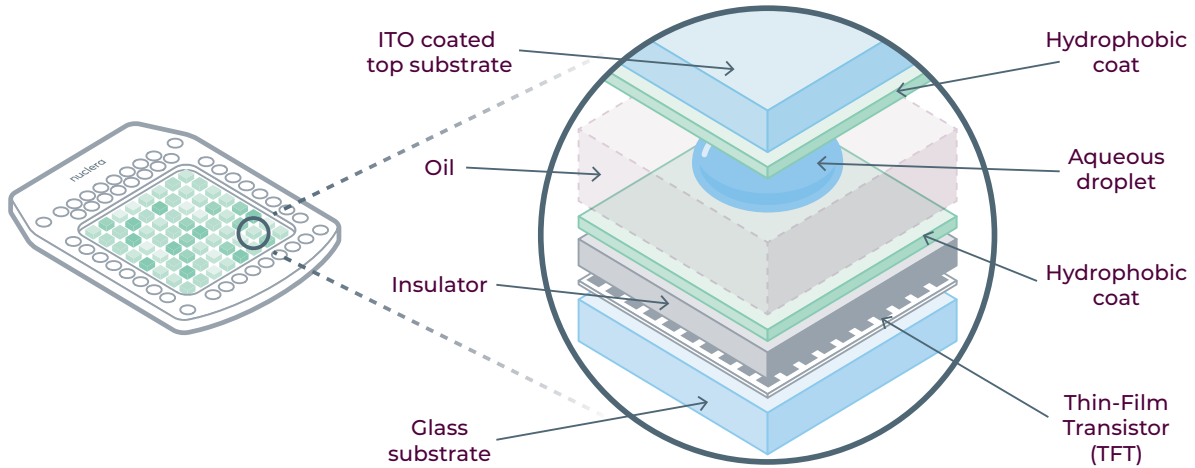 ITO coated
top substrate
Hydrophobic
coat
nuclera
Oil
Aqueous
droplet
Insulator
Hydrophobic
coat
Glass
substrate
Thin-Film
Transistor
(TFT)